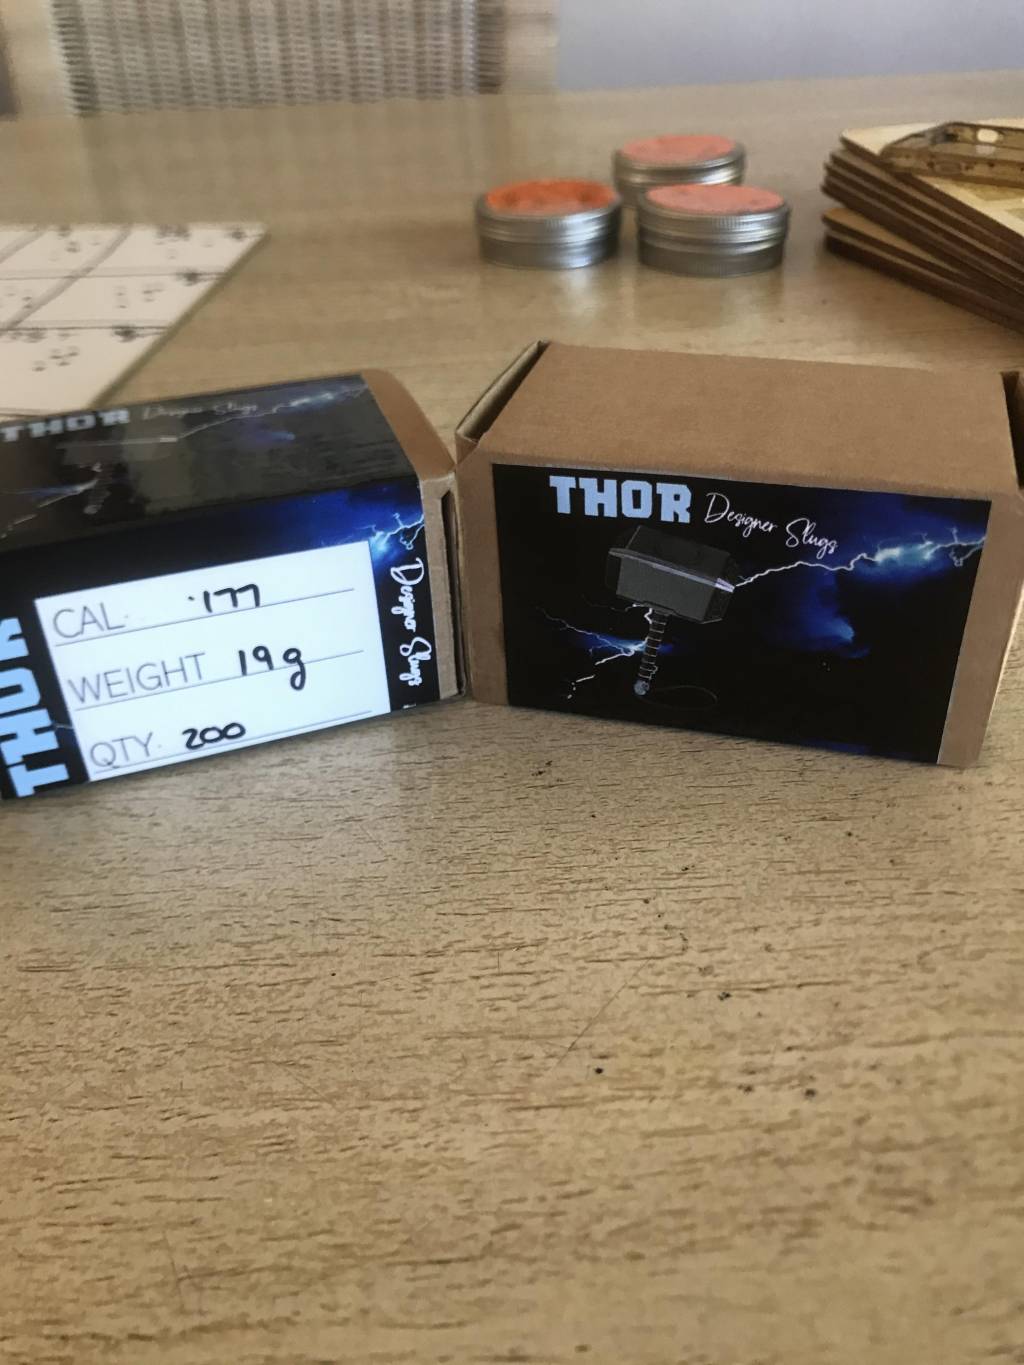 THOR Designer Slugs
THOR
CAL. .177
WEIGHT 19g
QTY. 200
Designer Slugs
THOR Designer Slugs